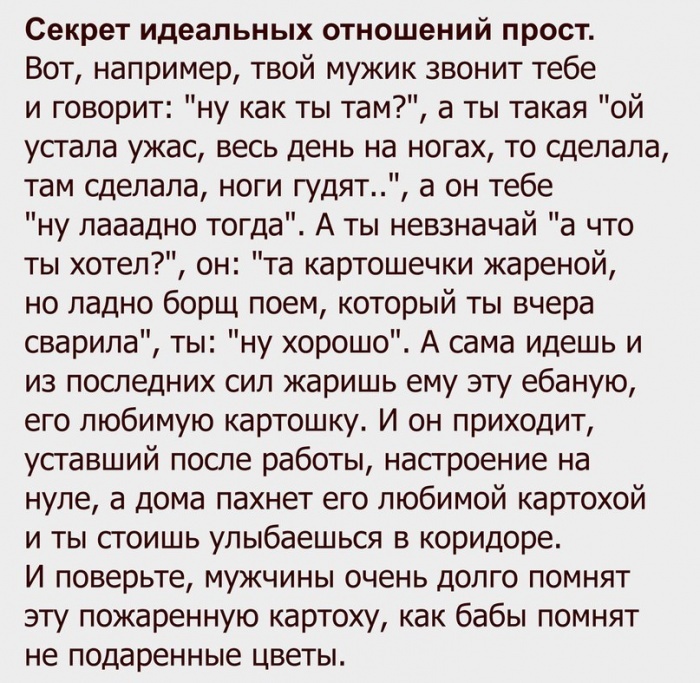 Секрет идеальных отношений прост.
Вот, например, твой мужик звонит тебе
и говорит: "ну как ты там?", а ты такая "ой
устала ужас, весь день на ногах, то сделала,
там сделала, ноги гудят..", а он тебе
"ну лааадно тогда". А ты невзначай "а что
ты хотел?", он: "та картошечки жареной,
но ладно борщ поем, который ты вчера
сварила", ты: "ну хорошо". А сама идешь и
из последних сил жаришь ему эту ебаную,
его любимую картошку. И он приходит,
уставший после работы, настроение на
нуле, а дома пахнет его любимой картохой
и ты стоишь улыбаешься в коридоре.
И поверьте, мужчины очень долго помнят
эту пожаренную картоху, как бабы помнят
не подаренные цветы.